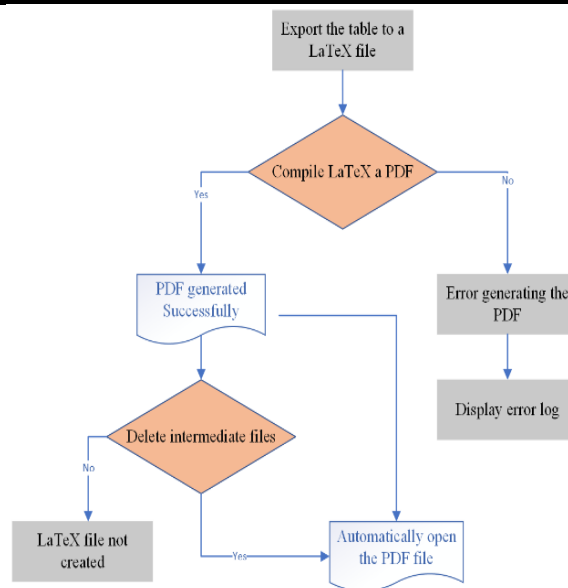 Export the table to a
LaTeX file
Compile LaTeX a PDF
Yes
No
PDF generated
Successfully
Error generating the
PDF
Display error log
Delete intermediate files
No
Yes
LaTeX file not
created
Automatically open
the PDF file